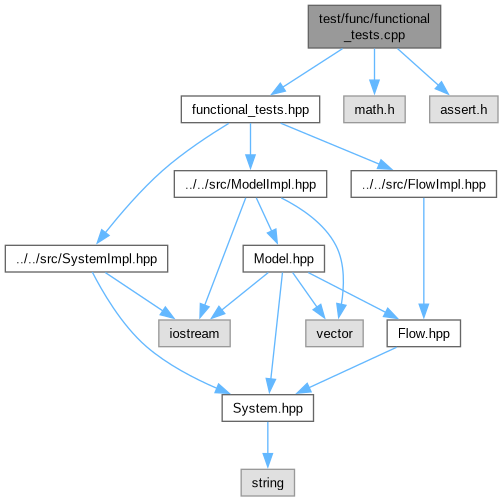 test/func/functional
_tests.cpp
functional_tests.hpp
math.h
assert.h
../../src/ModelImpl.hpp
../../src/FlowImpl.hpp
../../src/SystemImpl.hpp
Model.hpp
iostream
vector
Flow.hpp
System.hpp
string